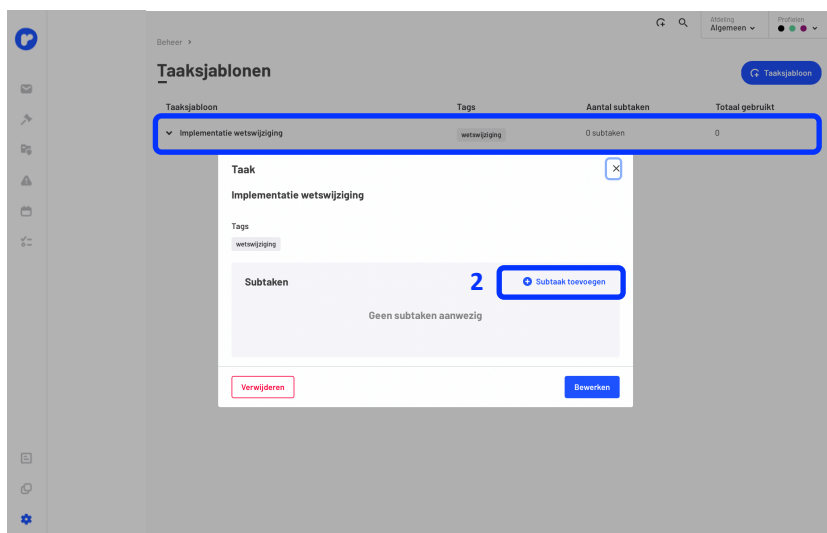 Afdeling
Algemeen
Profielen
Beheer >
Taaksjablonen
Taaksjabloon
Taaksjabloon Tags Aantal subtaken Totaal gebruikt
Implementatie wetswijziging wetswijziging 0 subtaken 0
Taak
Implementatie wetswijziging
Tags
wetswijziging
Subtaken 2 Subtaak toevoegen
Geen subtaken aanwezig
Verwijderen Bewerken